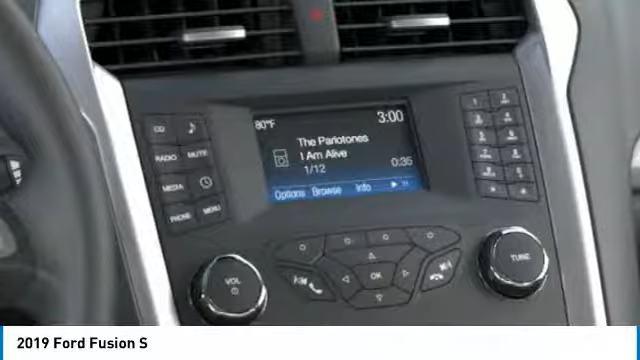 80°F 3:00
The Parlotones
I Am Alive
1/12 0:35
Options Browse Info
CD
RADIO MUTE
MEDIA
PHONE MENU
VOL
OK
TUNE
2019 Ford Fusion S